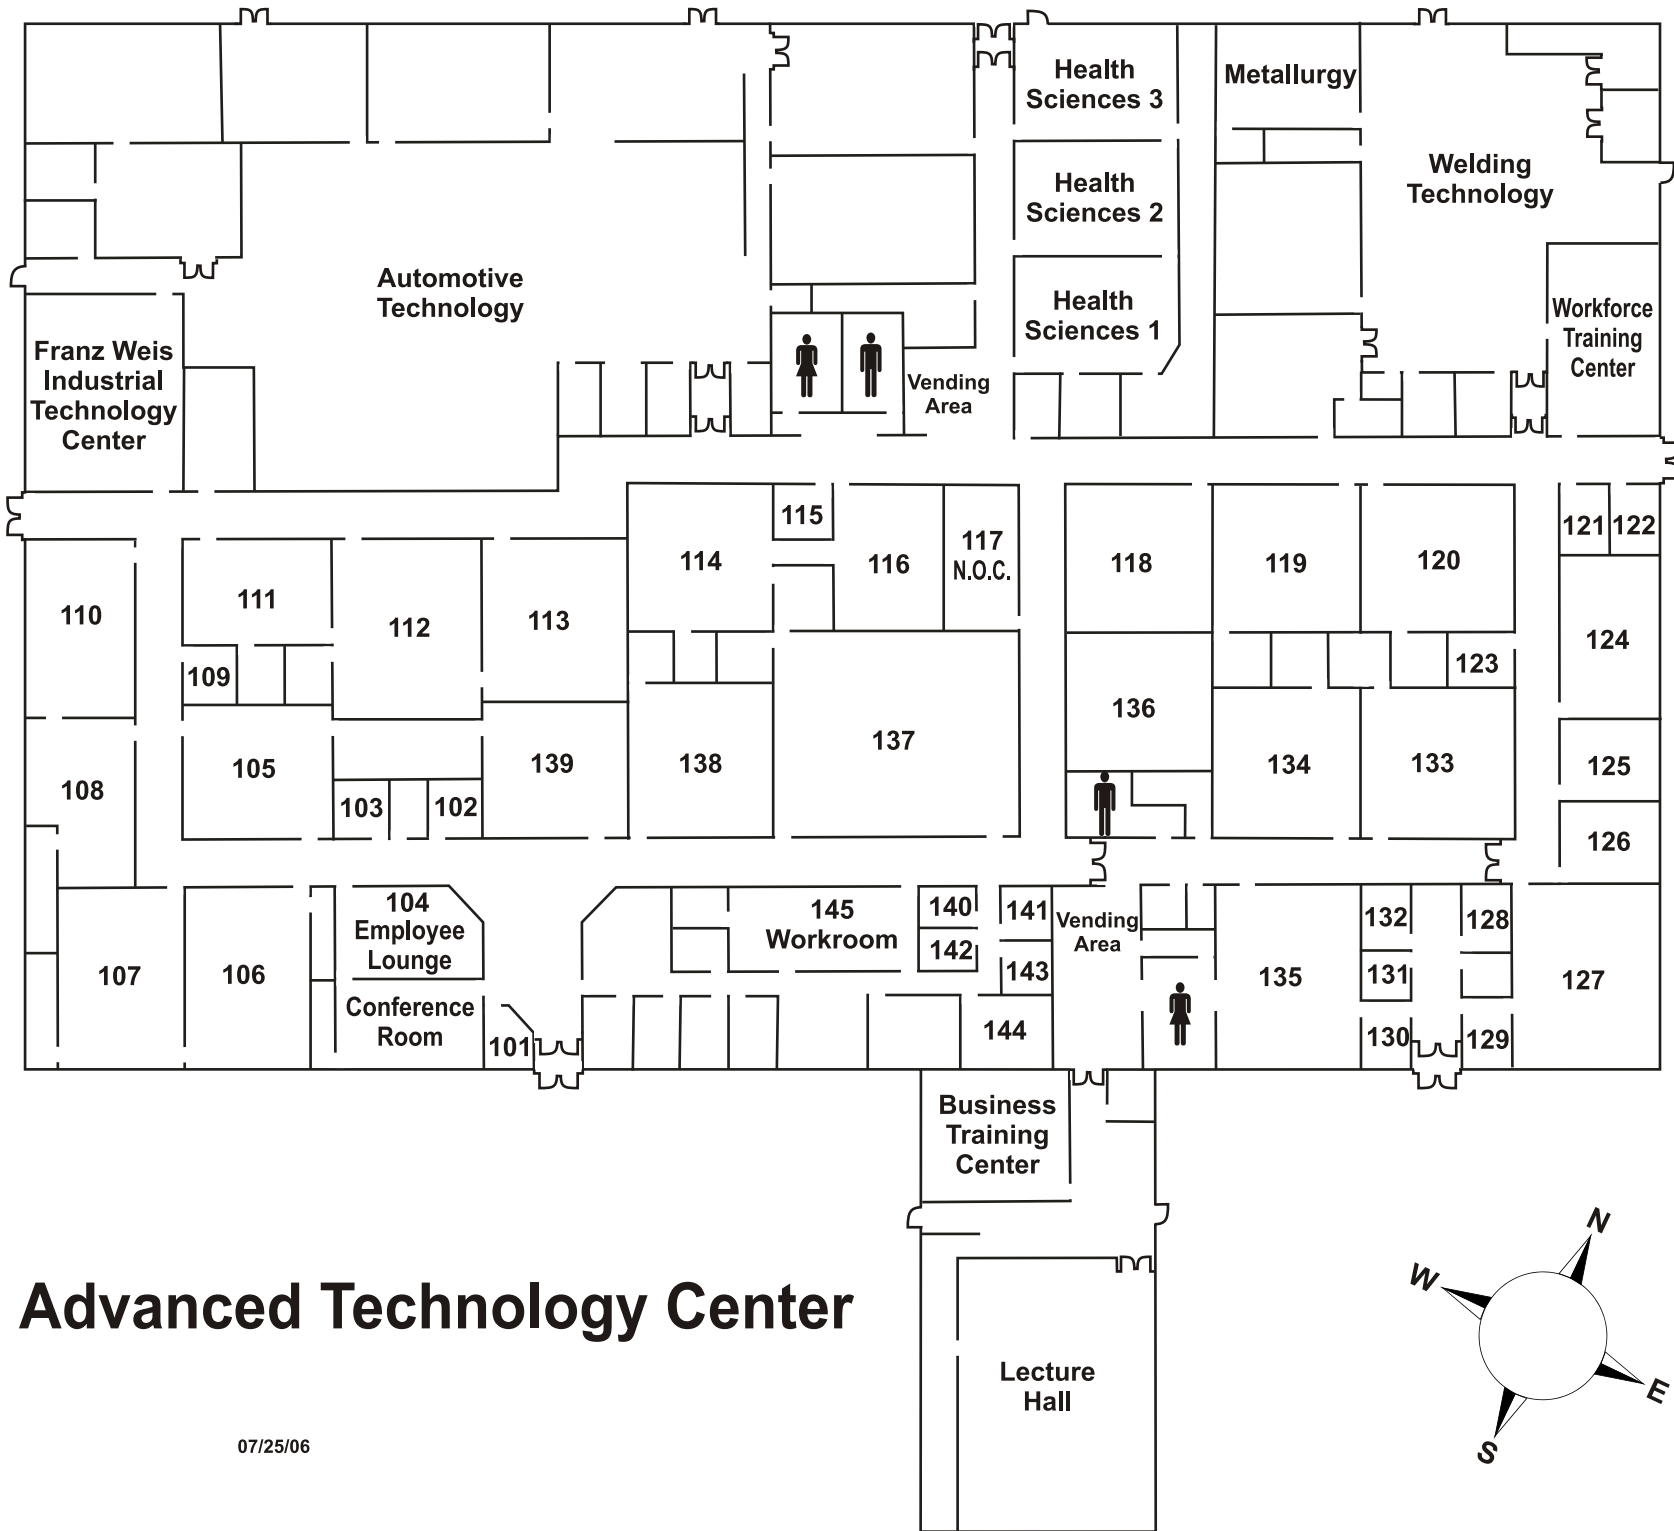 Health
Sciences 3
Metallurgy
Health
Sciences 2
Welding
Technology
Automotive
Technology
Health
Sciences 1
Workforce
Training
Center
Franz Weis
Industrial
Technology
Center
Vending
Area
115
117
N.O.C.
121
122
114
116
118
119
120
110
111
112
113
124
109
123
136
105
139
138
137
134
133
125
108
103
102
126
104
Employee
Lounge
145
Workroom
140
141
142
143
Vending
Area
132
128
107
106
135
131
127
Conference
Room
101
144
130
129
Business
Training
Center
Advanced Technology Center
N
W
E
S
Lecture
Hall
07/25/06